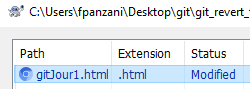 C:\Users\fpanzani\Desktop\git\git_revert_
Path Extension Status
gitJour1.html .html Modified